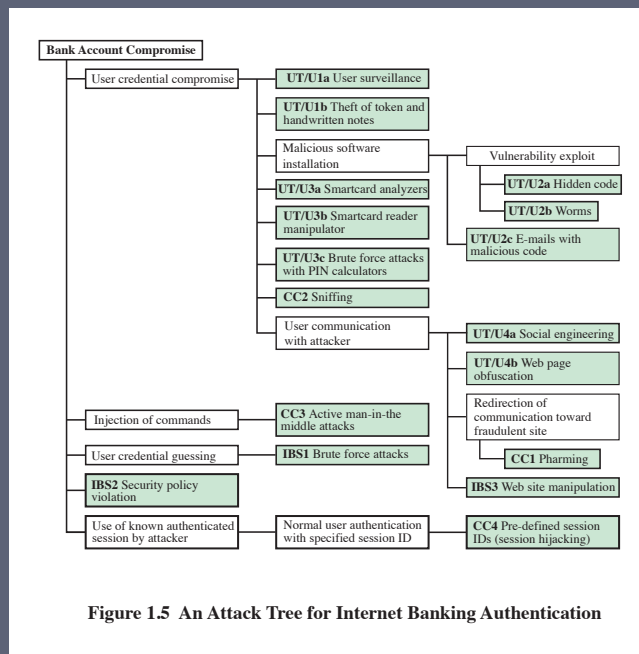 Bank Account Compromise
User credential compromise
UT/U1a User surveillance
UT/U1b Theft of token and
handwritten notes
Malicious software
installation
Vulnerability exploit
UT/U2a Hidden code
UT/U2b Worms
UT/U2c E-mails with
malicious code
UT/U3a Smartcard analyzers
UT/U3b Smartcard reader
manipulator
UT/U3c Brute force attacks
with PIN calculators
CC2 Sniffing
User communication
with attacker
UT/U4a Social engineering
UT/U4b Web page
obfuscation
Redirection of
communication toward
fraudulent site
CC1 Pharming
IBS3 Web site manipulation
Injection of commands
CC3 Active man-in-the
middle attacks
User credential guessing
IBS1 Brute force attacks
IBS2 Security policy
violation
Use of known authenticated
session by attacker
Normal user authentication
with specified session ID
CC4 Pre-defined session
IDs (session hijacking)
Figure 1.5 An Attack Tree for Internet Banking Authentication